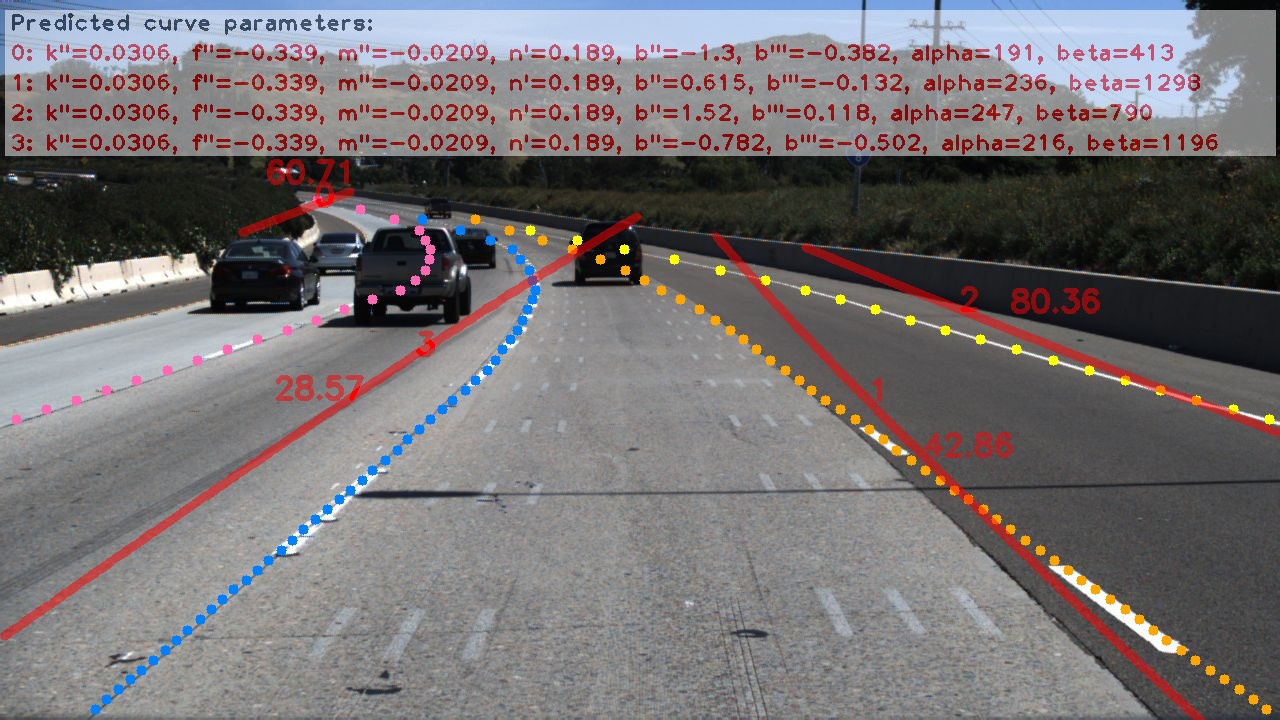 Predicted curve parameters:
0: k''=0.0306, f''=-0.339, m''=-0.0209, n'=0.189, b''=-1.3, b'''=-0.382, alpha=191, beta=413
1: k''=0.0306, f''=-0.339, m''=-0.0209, n'=0.189, b''=0.615, b'''=-0.132, alpha=236, beta=1298
2: k''=0.0306, f''=-0.339, m''=-0.0209, n'=0.189, b''=1.52, b'''=0.118, alpha=247, beta=790
3: k''=0.0306, f''=-0.339, m''=-0.0209, n'=0.189, b''=-0.782, b'''=-0.502, alpha=216, beta=1196
60.71
0
2 80.36
3
28.57
1
42.86